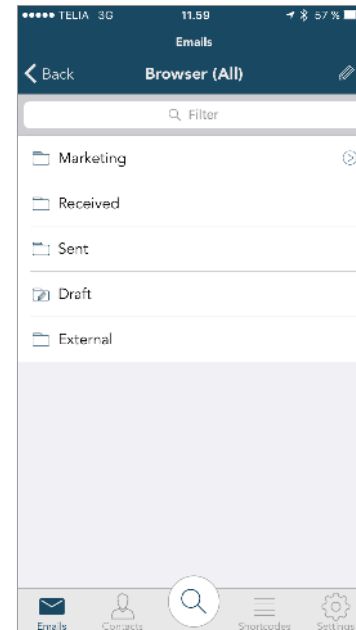 TELIA 3G 11.59 57 %
Emails
Back Browser (All)
Filter
Marketing
Received
Sent
Draft
External
Emails Contacts Shortcodes Settings